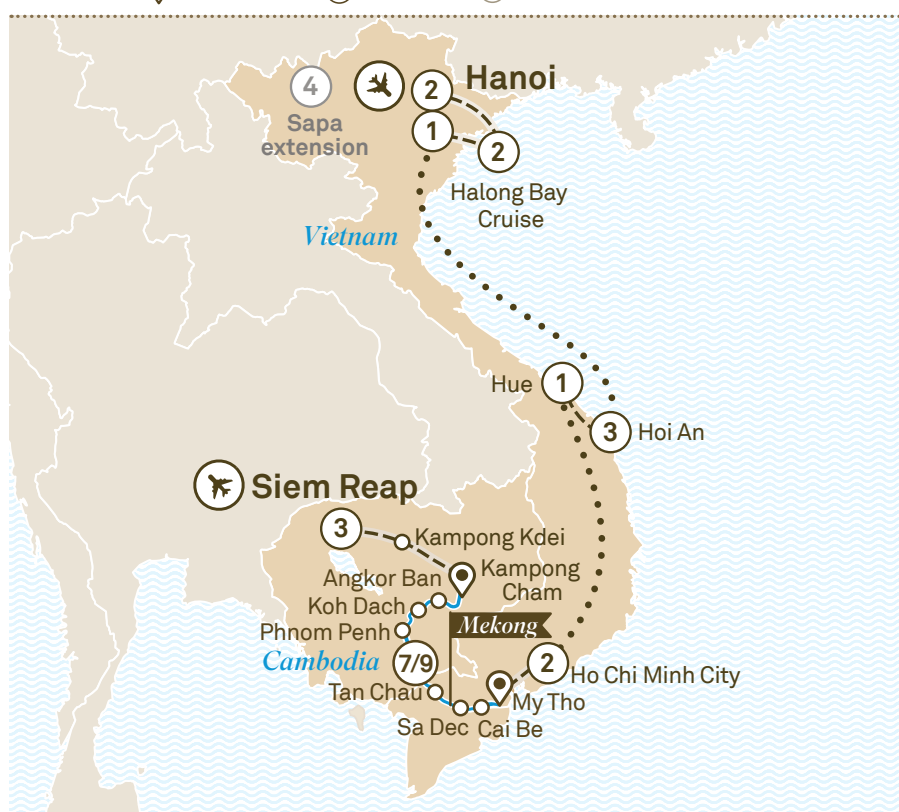 2
Hanoi
4
1
2
Sapa
extension
Halong Bay
Cruise
Vietnam
Hue
1
3
Hoi An
Siem Reap
3
Kampong Kdei
Angkor Ban
Kampong
Cham
Koh Dach
Phnom Penh
Mekong
Cambodia
7/9
2
Ho Chi Minh City
Tan Chau
My Tho
Sa Dec
Cai Be